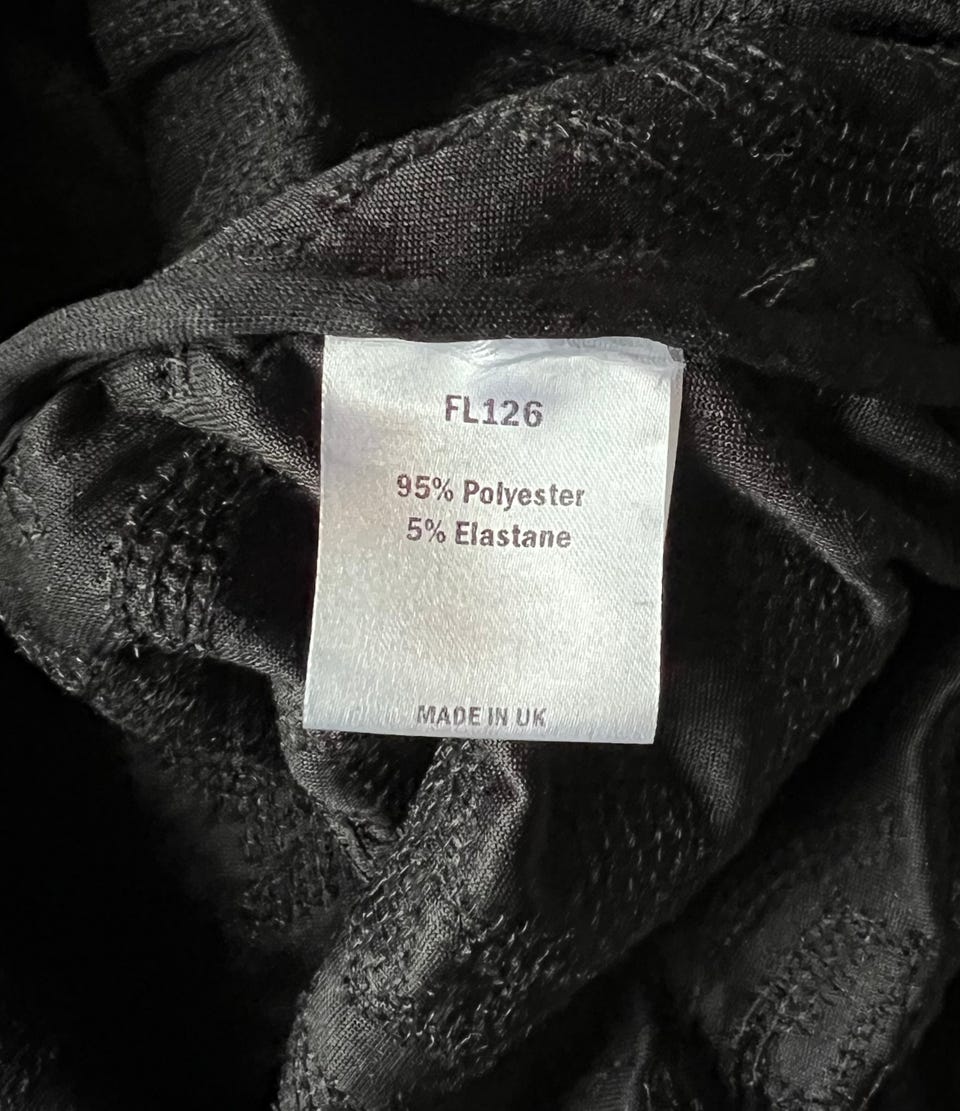 FL126
95% Polyester
5% Elastane
MADE IN UK